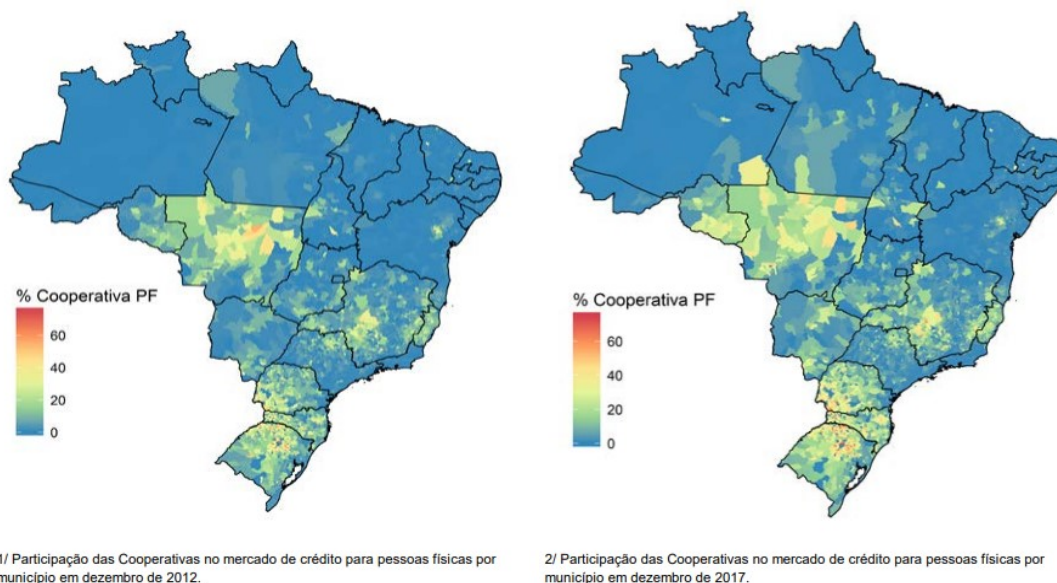 % Cooperativa PF
60
40
20
0
% Cooperativa PF
60
40
20
0
1/ Participação das Cooperativas no mercado de crédito para pessoas físicas por
município em dezembro de 2012.
2/ Participação das Cooperativas no mercado de crédito para pessoas físicas por
município em dezembro de 2017.